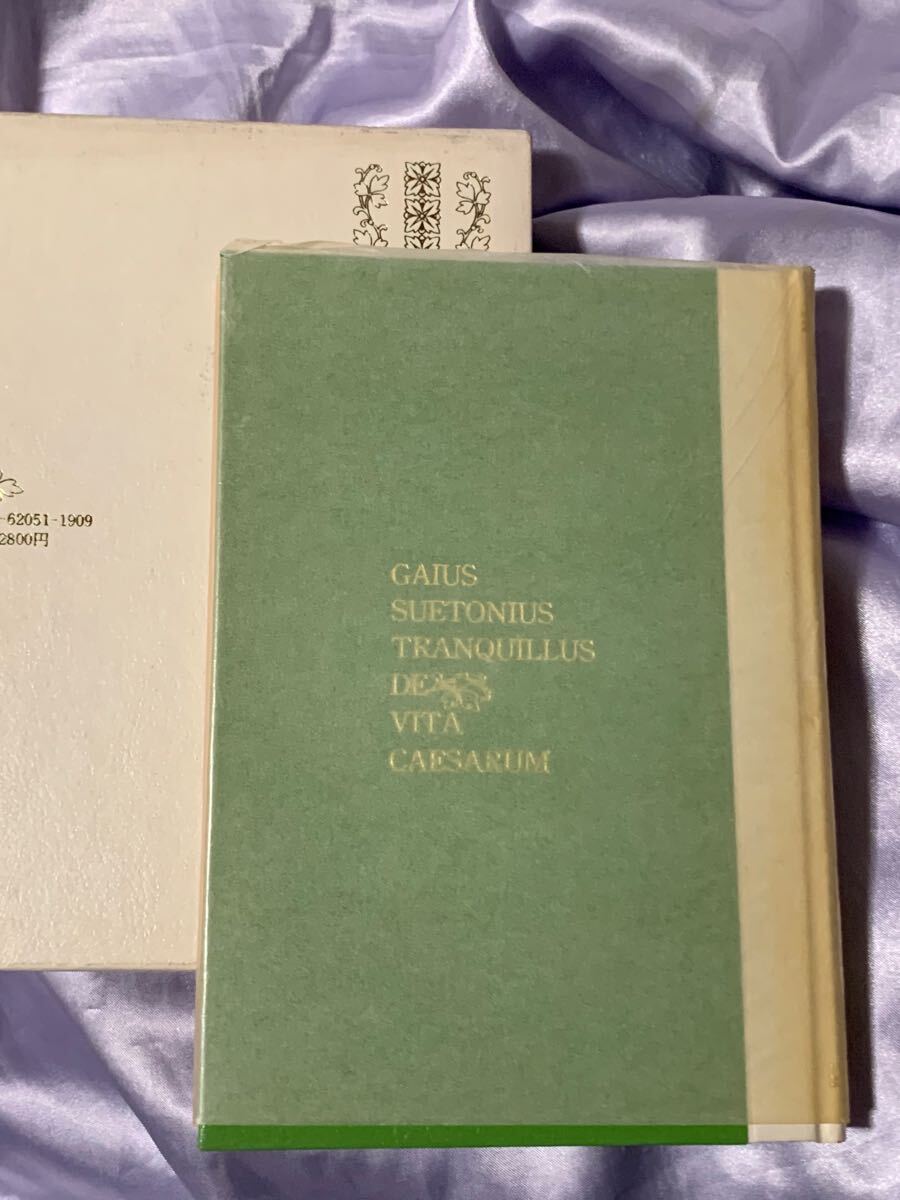 -62051-1909
2800円
GAIUS
SUETONIUS
TRANQUILLUS
DE
VITA
CAESARUM